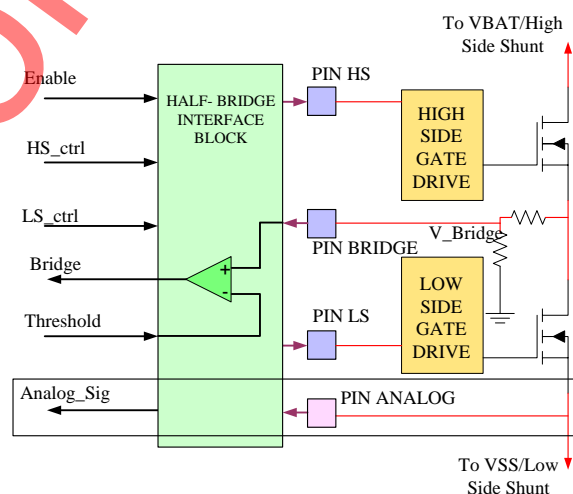 To VBAT/High
Side Shunt
Enable
PIN HS
HALF- BRIDGE
INTERFACE
BLOCK
HIGH
SIDE
GATE
DRIVE
HS_ctrl
LS_ctrl
V_Bridge
PIN BRIDGE
Bridge
+
-
LOW
SIDE
GATE
DRIVE
Threshold
PIN LS
Analog_Sig
PIN ANALOG
To VSS/Low
Side Shunt